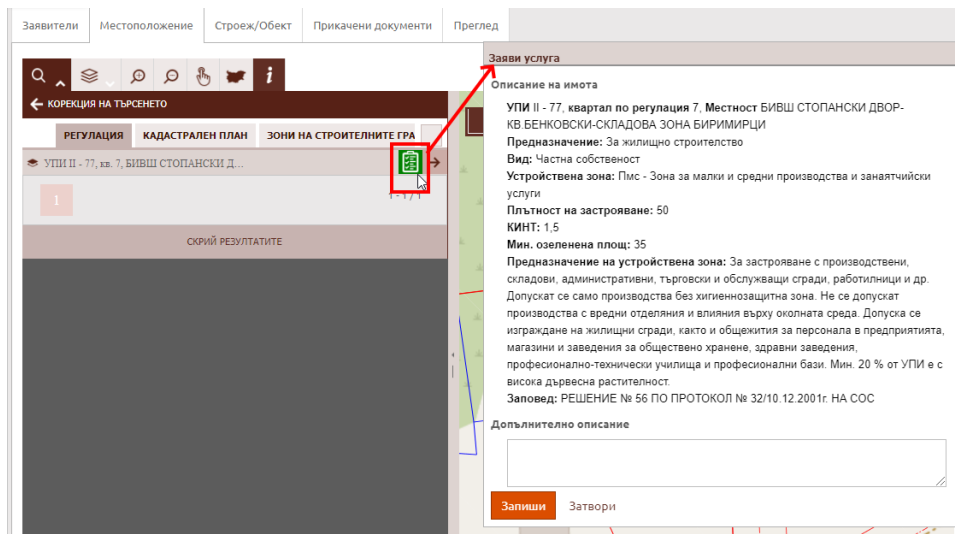 Заявители Местоположение Строеж/Обект Прикачени документи Преглед
КОРЕКЦИЯ НА ТЪРСЕНЕТО
РЕГУЛАЦИЯ КАДАСТРАЛЕН ПЛАН ЗОНИ НА СТРОИТЕЛНИТЕ ГРА
УПИ II - 77, кв. 7, БИВШ СТОПАНСКИ Д...
1
1 - 1 / 1
СКРИЙ РЕЗУЛТАТИТЕ
Заяви услуга
Описание на имота
УПИ II - 77, квартал по регулация 7, Местност БИВШ СТОПАНСКИ ДВОР-
КВ.БЕНКОВСКИ-СКЛАДОВА ЗОНА БИРИМИРЦИ
Предназначение: За жилищно строителство
Вид: Частна собственост
Устройствена зона: Пмс - Зона за малки и средни производства и занаятчийски
услуги
Плътност на застрояване: 50
КИНТ: 1,5
Мин. озеленена площ: 35
Предназначение на устройствена зона: За застрояване с производствени,
складови, административни, търговски и обслужващи сгради, работилници и др.
Допускат се само производства без хигиеннозащитна зона. Не се допускат
производства с вредни отделяния и влияния върху околната среда. Допуска се
изграждане на жилищни сгради, както и общежития за персонала в предприятията,
магазини и заведения за обществено хранене, здравни заведения,
професионално-технически училища и професионални бази. Мин. 20 % от УПИ е с
висока дървесна растителност.
Заповед: РЕШЕНИЕ № 56 ПО ПРОТОКОЛ № 32/10.12.2001г. НА СОС
Допълнително описание
Запиши Затвори